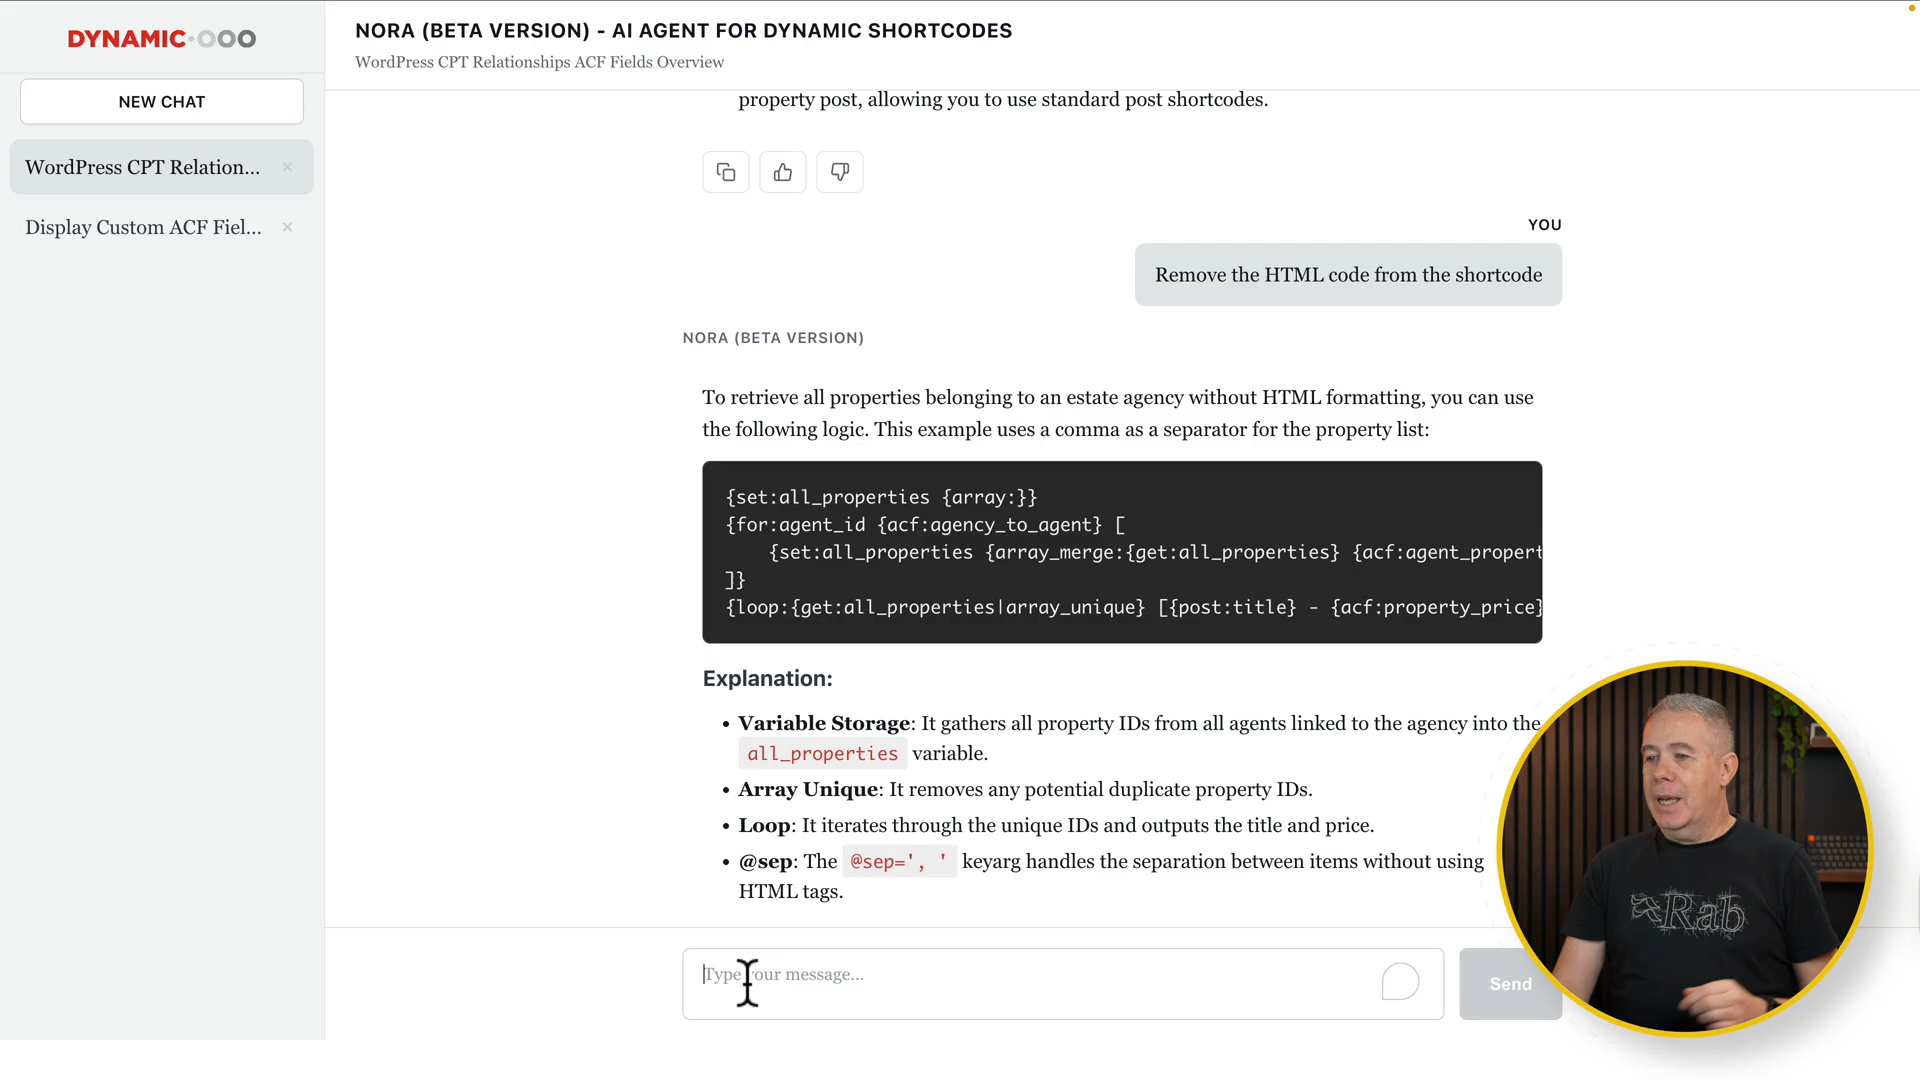 DYNAMIC
NEW CHAT
WordPress CPT Relation...
Display Custom ACF Fiel...
NORA (BETA VERSION) - AI AGENT FOR DYNAMIC SHORTCODES
WordPress CPT Relationships ACF Fields Overview
property post, allowing you to use standard post shortcodes.
YOU
Remove the HTML code from the shortcode
NORA (BETA VERSION)
To retrieve all properties belonging to an estate agency without HTML formatting, you can use
the following logic. This example uses a comma as a separator for the property list:
{set:all_properties {array:}}
{for:agent_id {acf:agency_to_agent} [
{set:all_properties {array_merge:{get:all_properties} {acf:agent_propert
]}
{loop:{get:all_properties|array_unique} [{post:title} - {acf:property_price}
Explanation:
• Variable Storage: It gathers all property IDs from all agents linked to the agency into the
all_properties variable.
• Array Unique: It removes any potential duplicate property IDs.
• Loop: It iterates through the unique IDs and outputs the title and price.
• @sep: The @sep=', ' keyarg handles the separation between items without using
HTML tags.
Type your message...
Send
Rab